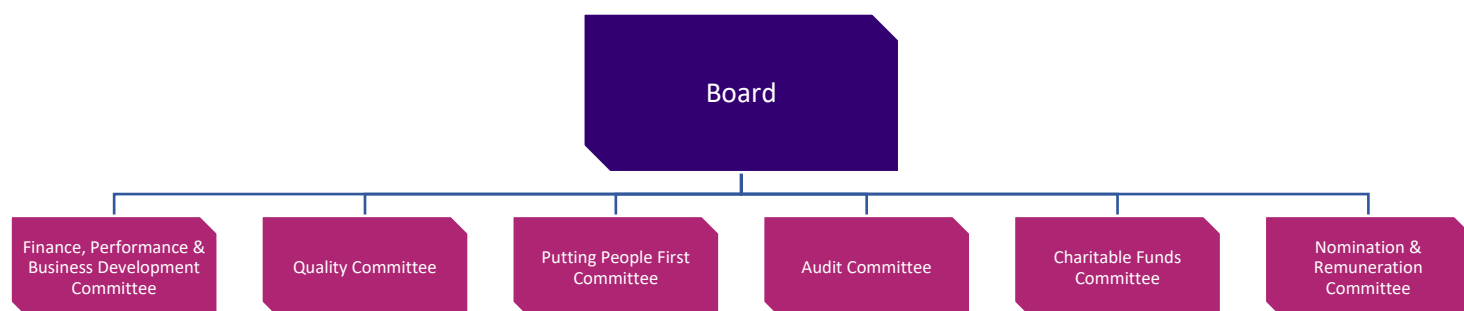 Board
Finance, Performance &
Business Development
Committee
Quality Committee
Putting People First
Committee
Audit Committee
Charitable Funds
Committee
Nomination &
Remuneration
Committee